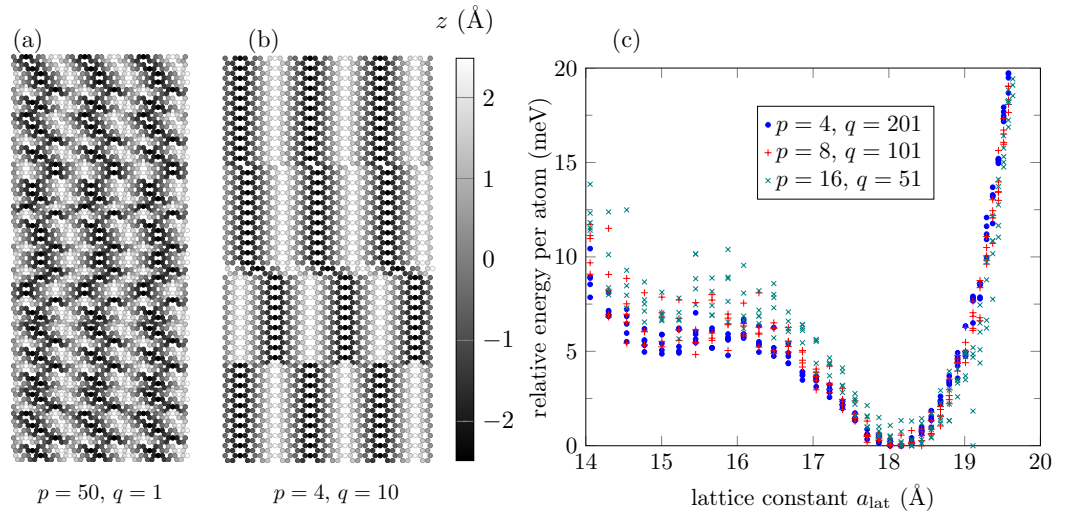 (a)
(b)
z (Å)
2
1
0
−1
−2
p = 50, q = 1
p = 4, q = 10
(c)
relative energy per atom (meV)
20
15
10
5
0
p = 4, q = 201
p = 8, q = 101
p = 16, q = 51
14 15 16 17 18 19 20
lattice constant a_lat (Å)